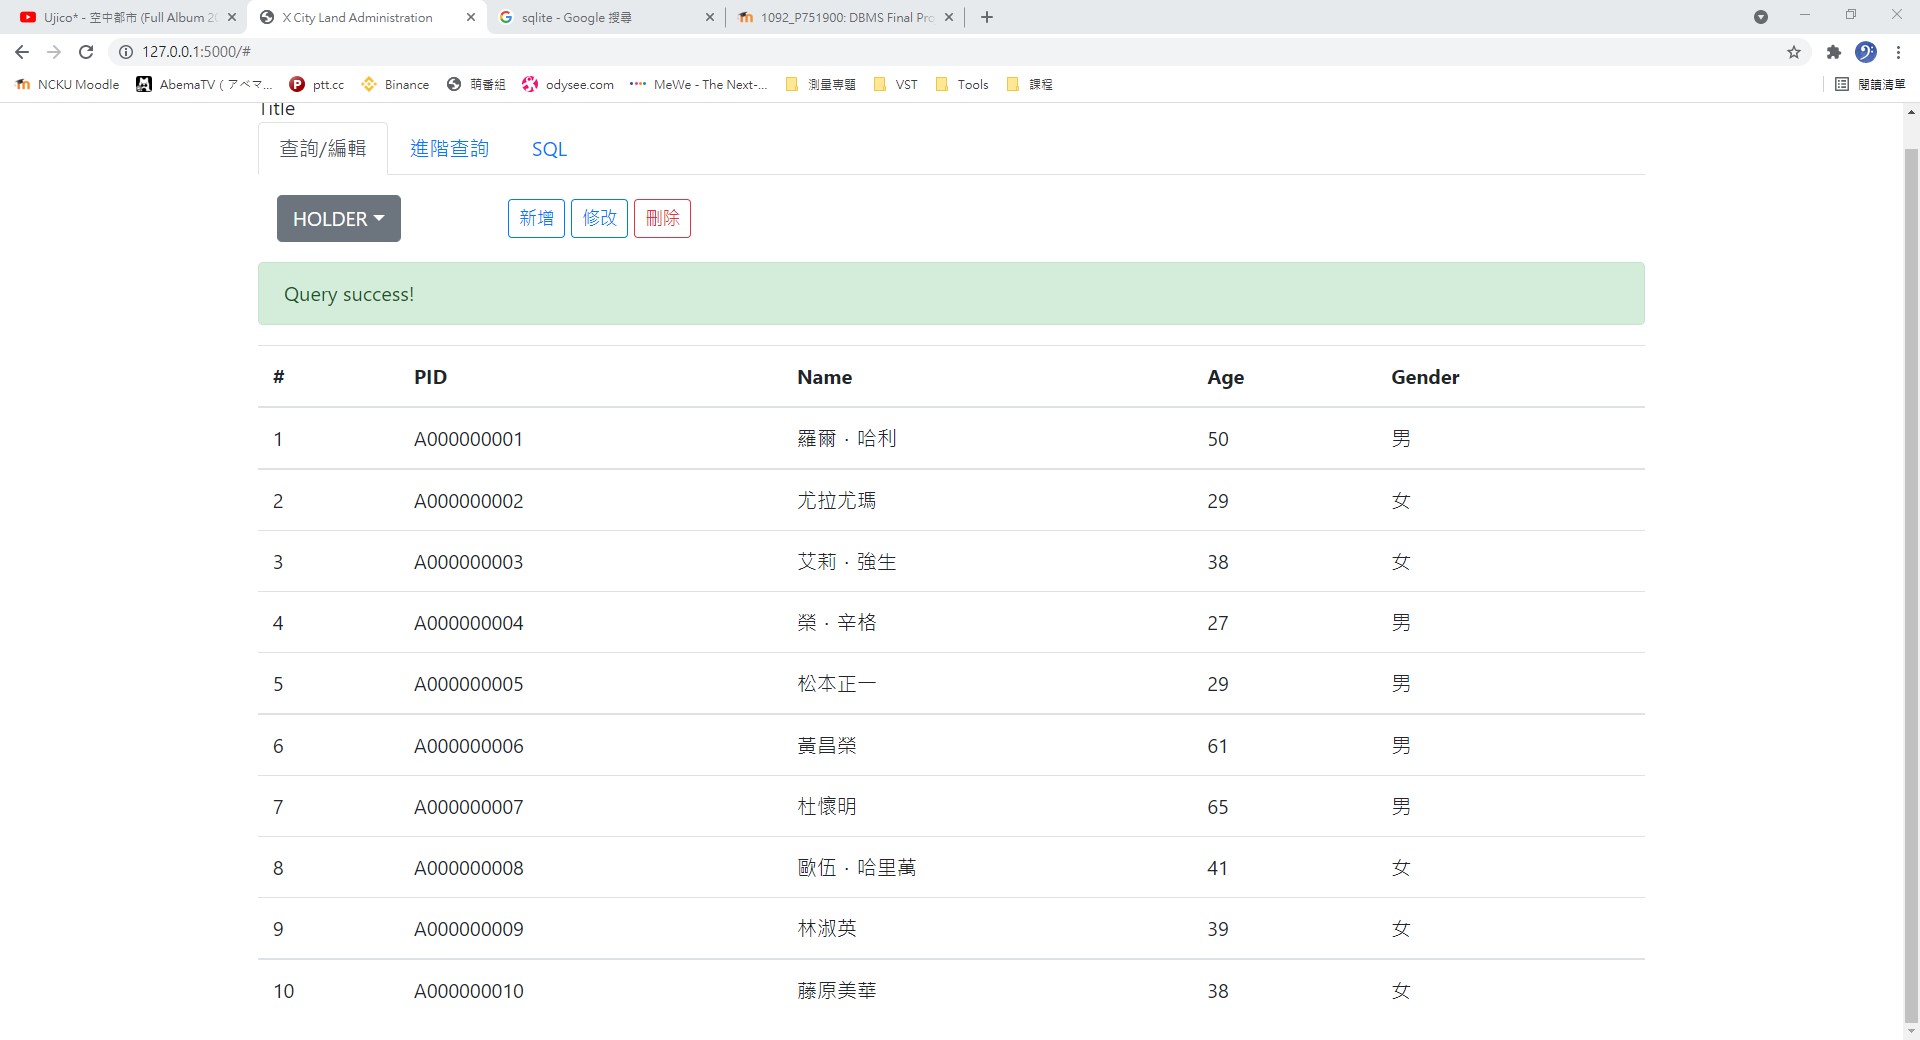 Ujico* - 空中都市 (Full Album 20
X City Land Administration
sqlite - Google 搜尋
1092_P751900: DBMS Final Pro
127.0.0.1:5000/#
NCKU Moodle
AbemaTV ( アベマ...
ptt.cc
Binance
萌番組
odysee.com
MeWe - The Next-...
測量專題
VST
Tools
課程
閱讀清單
Title
查詢/編輯 進階查詢 SQL
HOLDER 新增 修改 刪除
Query success!
# PID Name Age Gender
1 A000000001 羅爾．哈利 50 男
2 A000000002 尤拉尤瑪 29 女
3 A000000003 艾莉．強生 38 女
4 A000000004 榮．辛格 27 男
5 A000000005 松本正一 29 男
6 A000000006 黃昌榮 61 男
7 A000000007 杜懷明 65 男
8 A000000008 歐伍．哈里萬 41 女
9 A000000009 林淑英 39 女
10 A000000010 藤原美華 38 女